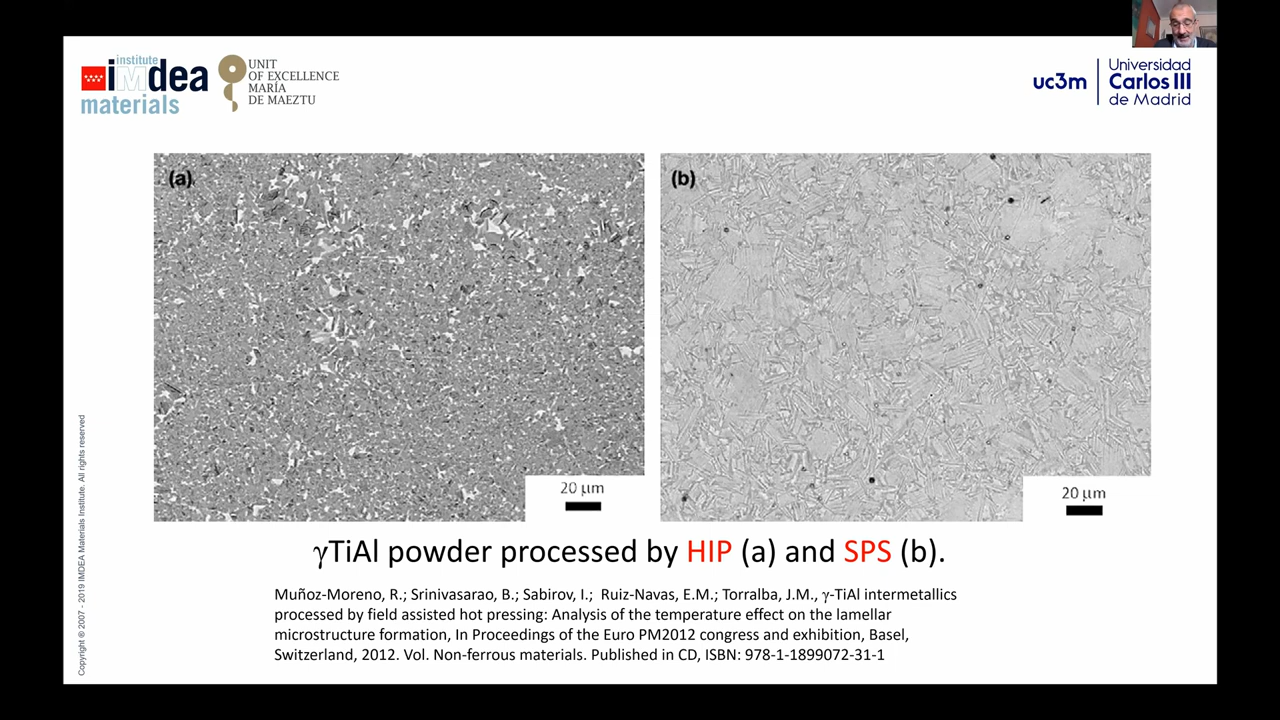 institute
iMdea
materials
UNIT
OF EXCELLENCE
MARÍA
DE MAEZTU
uc3m
Universidad
Carlos III
de Madrid
(a)
(b)
20 µm
20 µm
γTiAl powder processed by HIP (a) and SPS (b).
Muñoz-Moreno, R.; Srinivasarao, B.; Sabirov, I.; Ruiz-Navas, E.M.; Torralba, J.M., γ-TiAl intermetallics
processed by field assisted hot pressing: Analysis of the temperature effect on the lamellar
microstructure formation, In Proceedings of the Euro PM2012 congress and exhibition, Basel,
Switzerland, 2012. Vol. Non-ferrous materials. Published in CD, ISBN: 978-1-1899072-31-1
Copyright ® 2007 - 2019 IMDEA Materials Institute. All rights reserved